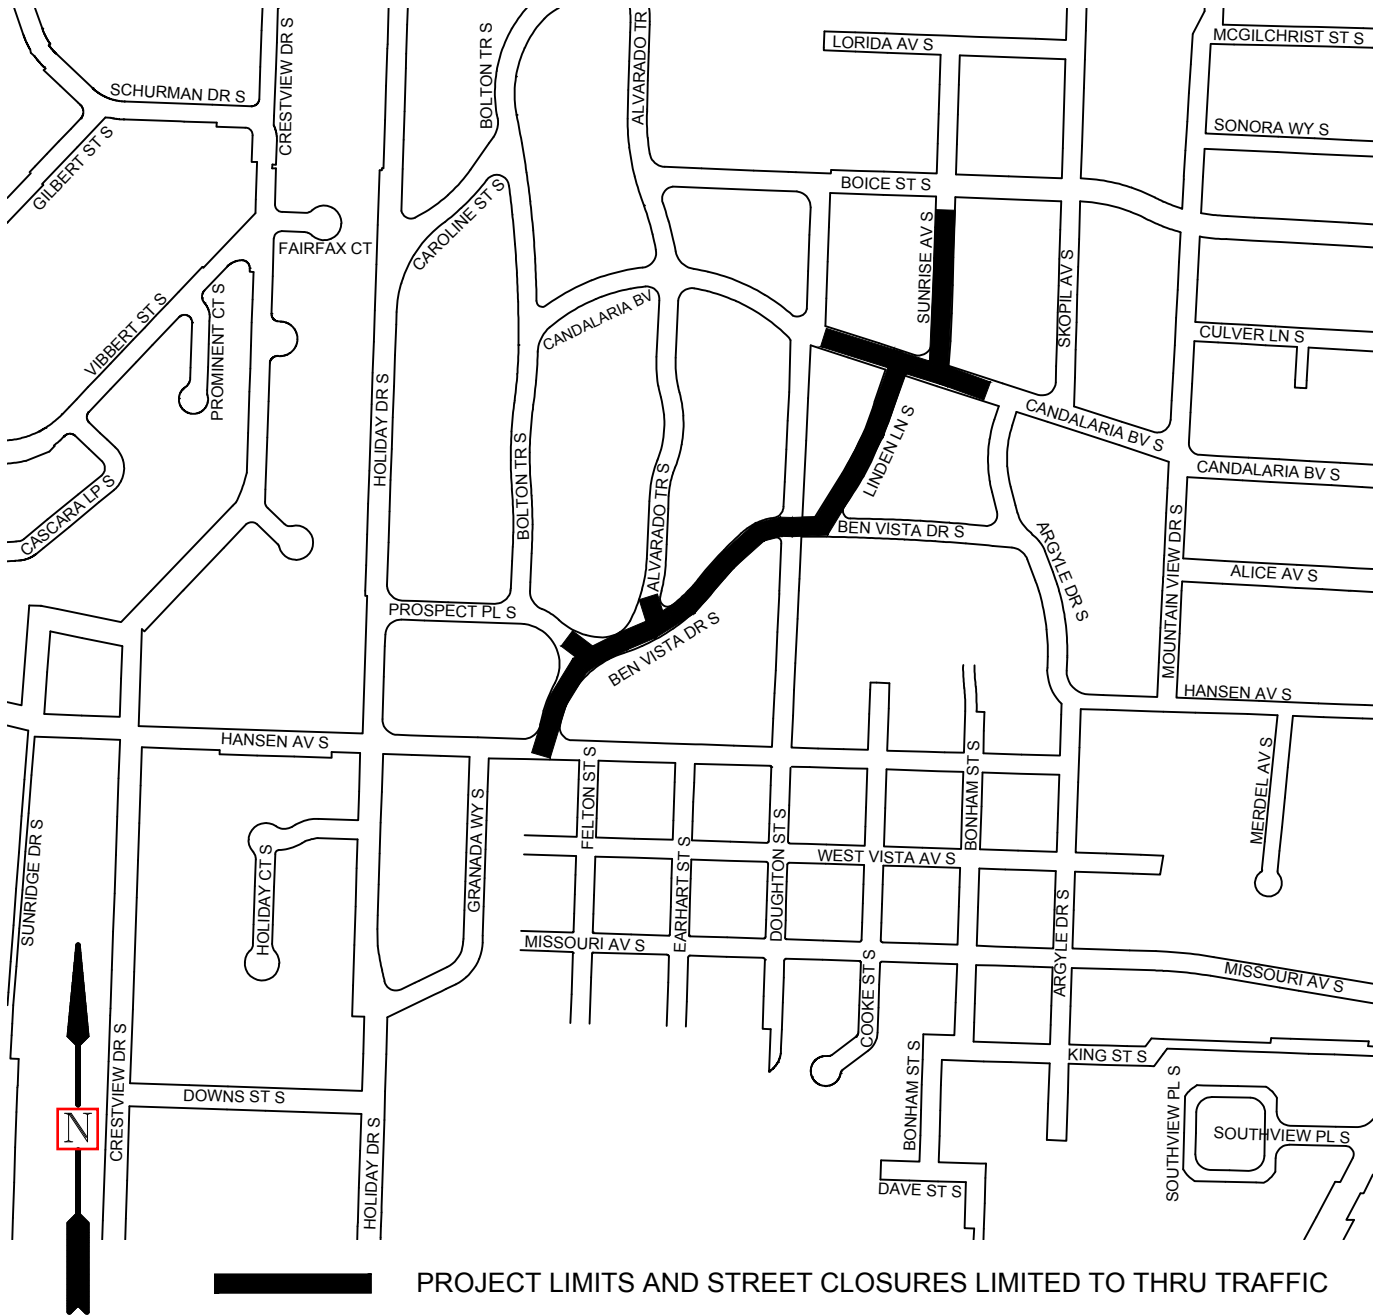 LORIDA AV S
MCGILCHRIST ST S
BOLTON TR S
ALVARADO TR
CRESTVIEW DR S
SCHURMAN DR S
SONORA WY S
GILBERT ST S
BOICE ST S
CAROLINE ST S
FAIRFAX CT
SUNRISE AV S
SKOPIL AV S
VIBBERT ST S
PROMINENT CT S
CANDALARIA BV
CULVER LN S
HOLIDAY DR S
CANDALARIA BV S
LINDEN LN S
CANDALARIA BV S
CASCARA LP S
BOLTON TR S
ALVARADO TR S
BEN VISTA DR S
ARGYLE DR S
MOUNTAIN VIEW DR S
ALICE AV S
PROSPECT PL S
BEN VISTA DR S
HANSEN AV S
HANSEN AV S
SUNRIDGE DR S
HOLIDAY CT S
GRANADA WY S
FELTON ST S
EARHART ST S
DOUGHTON ST S
BONHAM ST S
MERDEL AV S
WEST VISTA AV S
MISSOURI AV S
COOKE ST S
ARGYLE DR S
MISSOURI AV S
CRESTVIEW DR S
KING ST S
DOWNS ST S
BONHAM ST S
SOUTHVIEW PL S
SOUTHVIEW PL S
N
HOLIDAY DR S
DAVE ST S
PROJECT LIMITS AND STREET CLOSURES LIMITED TO THRU TRAFFIC